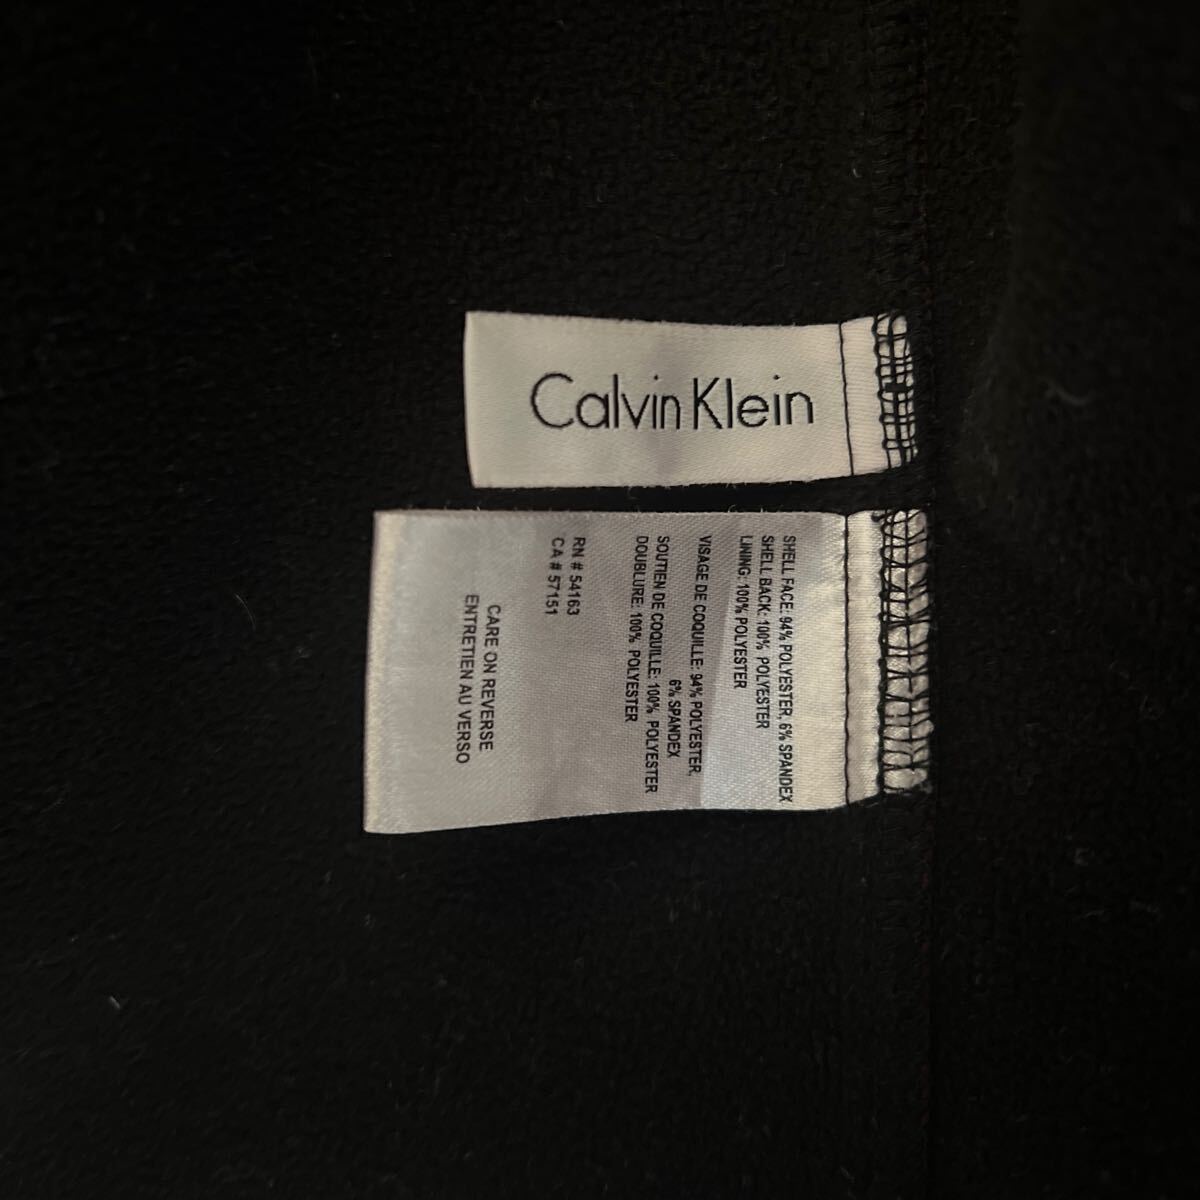 Calvin Klein
SHELL FACE: 94% POLYESTER, 6% SPANDEX
SHELL BACK: 100% POLYESTER
LINING: 100% POLYESTER
VISAGE DE COQUILLE: 94% POLYESTER,
6% SPANDEX
SOUTIEN DE COQUILLE: 100% POLYESTER
DOUBLURE: 100% POLYESTER
RN # 54163
CA # 57151
CARE ON REVERSE
ENTRETIEN AU VERSO